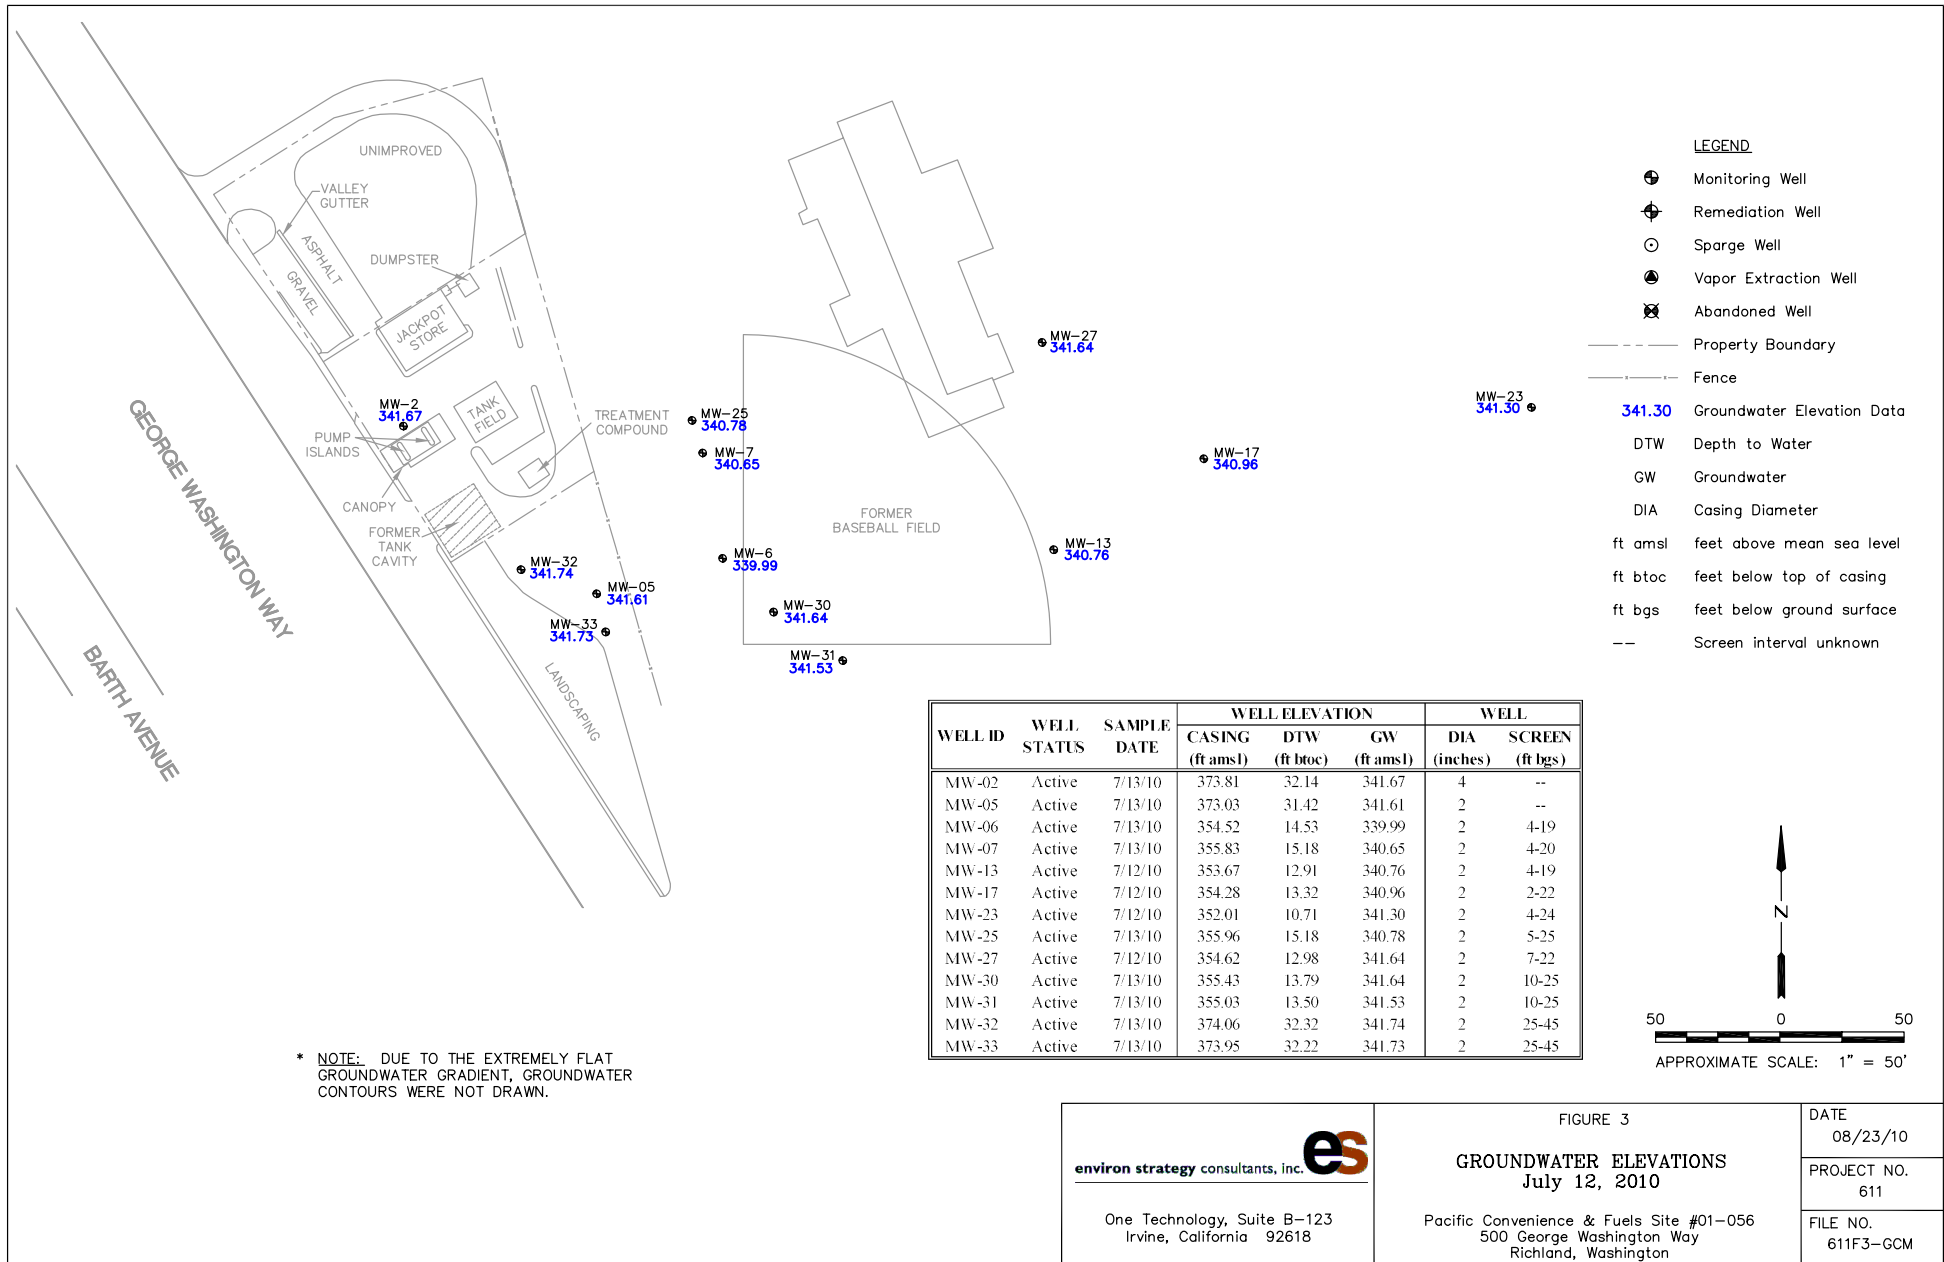 UNIMPROVED
VALLEY
GUTTER
ASPHALT
GRAVEL
DUMPSTER
JACKPOT
STORE
MW-2
341.67
TANK
FIELD
PUMP
ISLANDS
TREATMENT
COMPOUND
CANOPY
FORMER
TANK
CAVITY
GEORGE WASHINGTON WAY
BARTH AVENUE
LANDSCAPING
MW-25
340.78
MW-7
340.65
MW-6
339.99
MW-32
341.74
MW-05
341.61
MW-33
341.73
MW-30
341.64
MW-31
341.53
FORMER
BASEBALL FIELD
MW-27
341.64
MW-17
340.96
MW-13
340.76
MW-23
341.30
LEGEND
Monitoring Well
Remediation Well
Sparge Well
Vapor Extraction Well
Abandoned Well
Property Boundary
Fence
341.30 Groundwater Elevation Data
DTW Depth to Water
GW Groundwater
DIA Casing Diameter
ft amsl feet above mean sea level
ft btoc feet below top of casing
ft bgs feet below ground surface
-- Screen interval unknown
WELL ID WELL STATUS SAMPLE DATE WELL ELEVATION WELL
CASING DTW GW DIA SCREEN
(ft amsl) (ft btoc) (ft amsl) (inches) (ft bgs)
MW-02 Active 7/13/10 373.81 32.14 341.67 4 --
MW-05 Active 7/13/10 373.03 31.42 341.61 2 --
MW-06 Active 7/13/10 354.52 14.53 339.99 2 4-19
MW-07 Active 7/13/10 355.83 15.18 340.65 2 4-20
MW-13 Active 7/12/10 353.67 12.91 340.76 2 4-19
MW-17 Active 7/12/10 354.28 13.32 340.96 2 2-22
MW-23 Active 7/12/10 352.01 10.71 341.30 2 4-24
MW-25 Active 7/13/10 355.96 15.18 340.78 2 5-25
MW-27 Active 7/12/10 354.62 12.98 341.64 2 7-22
MW-30 Active 7/13/10 355.43 13.79 341.64 2 10-25
MW-31 Active 7/13/10 355.03 13.50 341.53 2 10-25
MW-32 Active 7/13/10 374.06 32.32 341.74 2 25-45
MW-33 Active 7/13/10 373.95 32.22 341.73 2 25-45
N
50 0 50
APPROXIMATE SCALE: 1" = 50'
* NOTE: DUE TO THE EXTREMELY FLAT
GROUNDWATER GRADIENT, GROUNDWATER
CONTOURS WERE NOT DRAWN.
es
environ strategy consultants, inc.
One Technology, Suite B-123
Irvine, California 92618
FIGURE 3
GROUNDWATER ELEVATIONS
July 12, 2010
Pacific Convenience & Fuels Site #01-056
500 George Washington Way
Richland, Washington
DATE
08/23/10
PROJECT NO.
611
FILE NO.
611F3-GCM